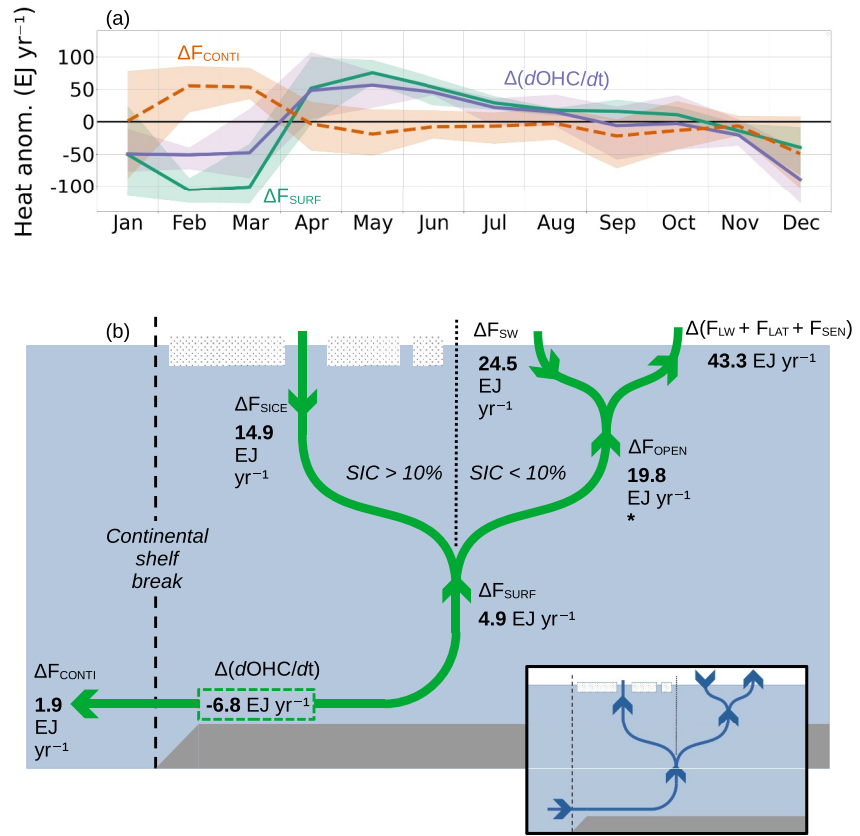 (a)
Heat anom. (EJ yr⁻¹)
100
50
0
-50
-100
ΔF_CONTI
Δ(dOHC/dt)
ΔF_SURF
Jan Feb Mar Apr May Jun Jul Aug Sep Oct Nov Dec
(b)
ΔF_SW
24.5
EJ
yr⁻¹
Δ(F_LW + F_LAT + F_SEN)
43.3 EJ yr⁻¹
ΔF_SICE
14.9
EJ
yr⁻¹
SIC > 10%
SIC < 10%
ΔF_OPEN
19.8
EJ yr⁻¹
*
Continental
shelf
break
ΔF_SURF
4.9 EJ yr⁻¹
ΔF_CONTI
1.9
EJ
yr⁻¹
Δ(dOHC/dt)
-6.8 EJ yr⁻¹